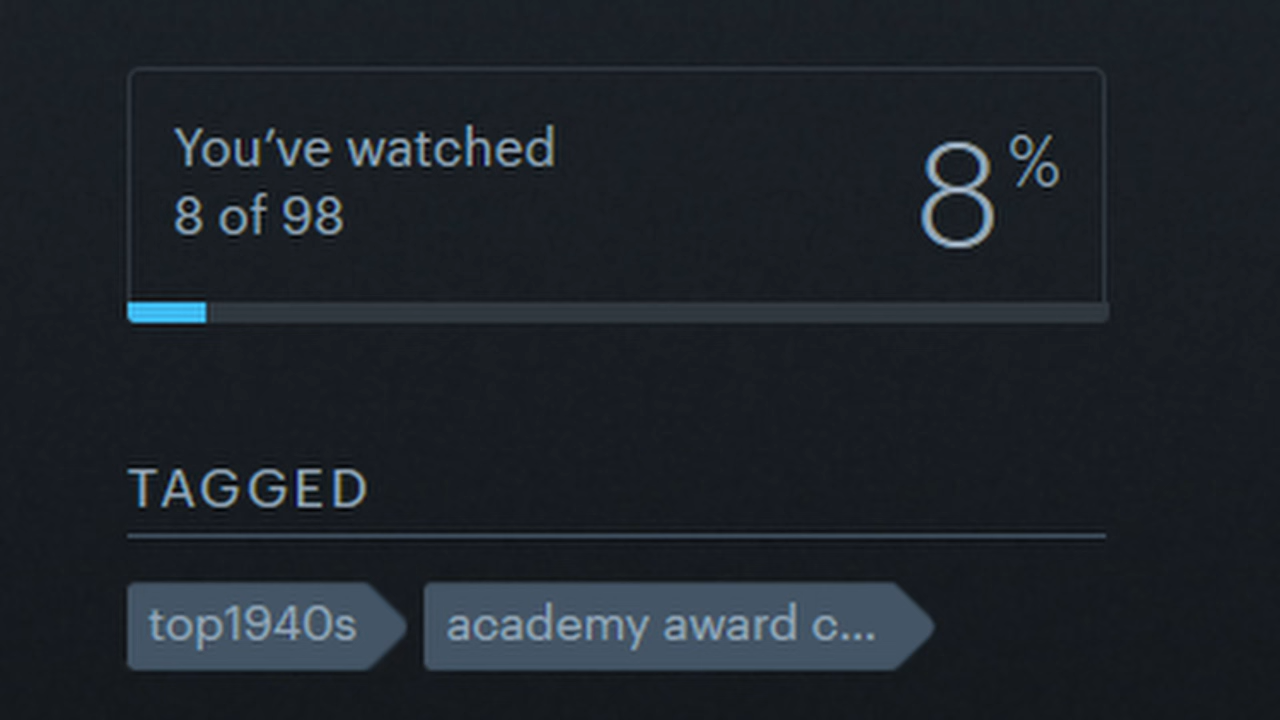 You’ve watched
8 of 98
8%
TAGGED
top1940s
academy award c...